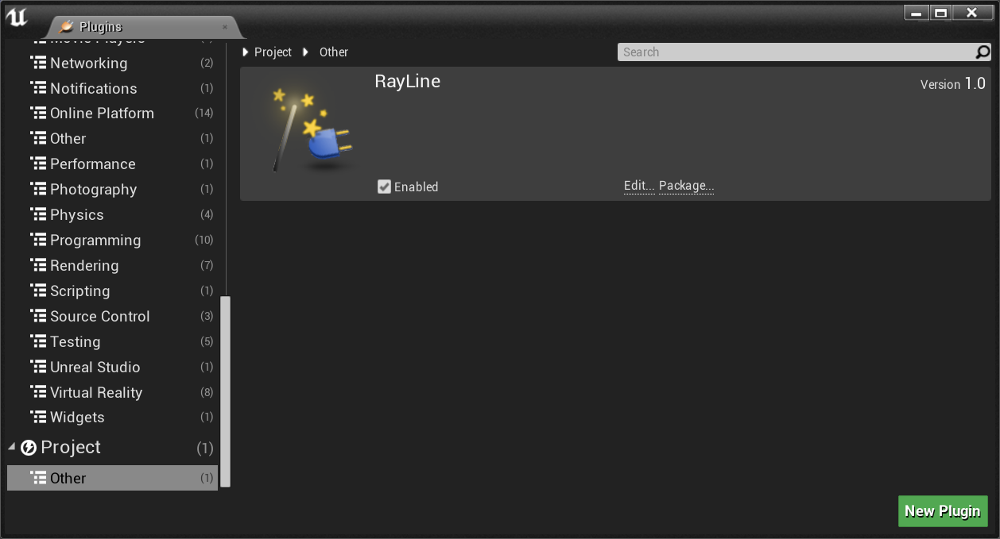 Plugins
Movie Players
Networking (2)
Notifications (1)
Online Platform (14)
Other (1)
Performance (1)
Photography (1)
Physics (4)
Programming (10)
Rendering (7)
Scripting (1)
Source Control (3)
Testing (5)
Unreal Studio (1)
Virtual Reality (8)
Widgets (1)
Project (1)
Other (1)
Project Other
Search
RayLine
Version 1.0
Enabled
Edit... Package...
New Plugin